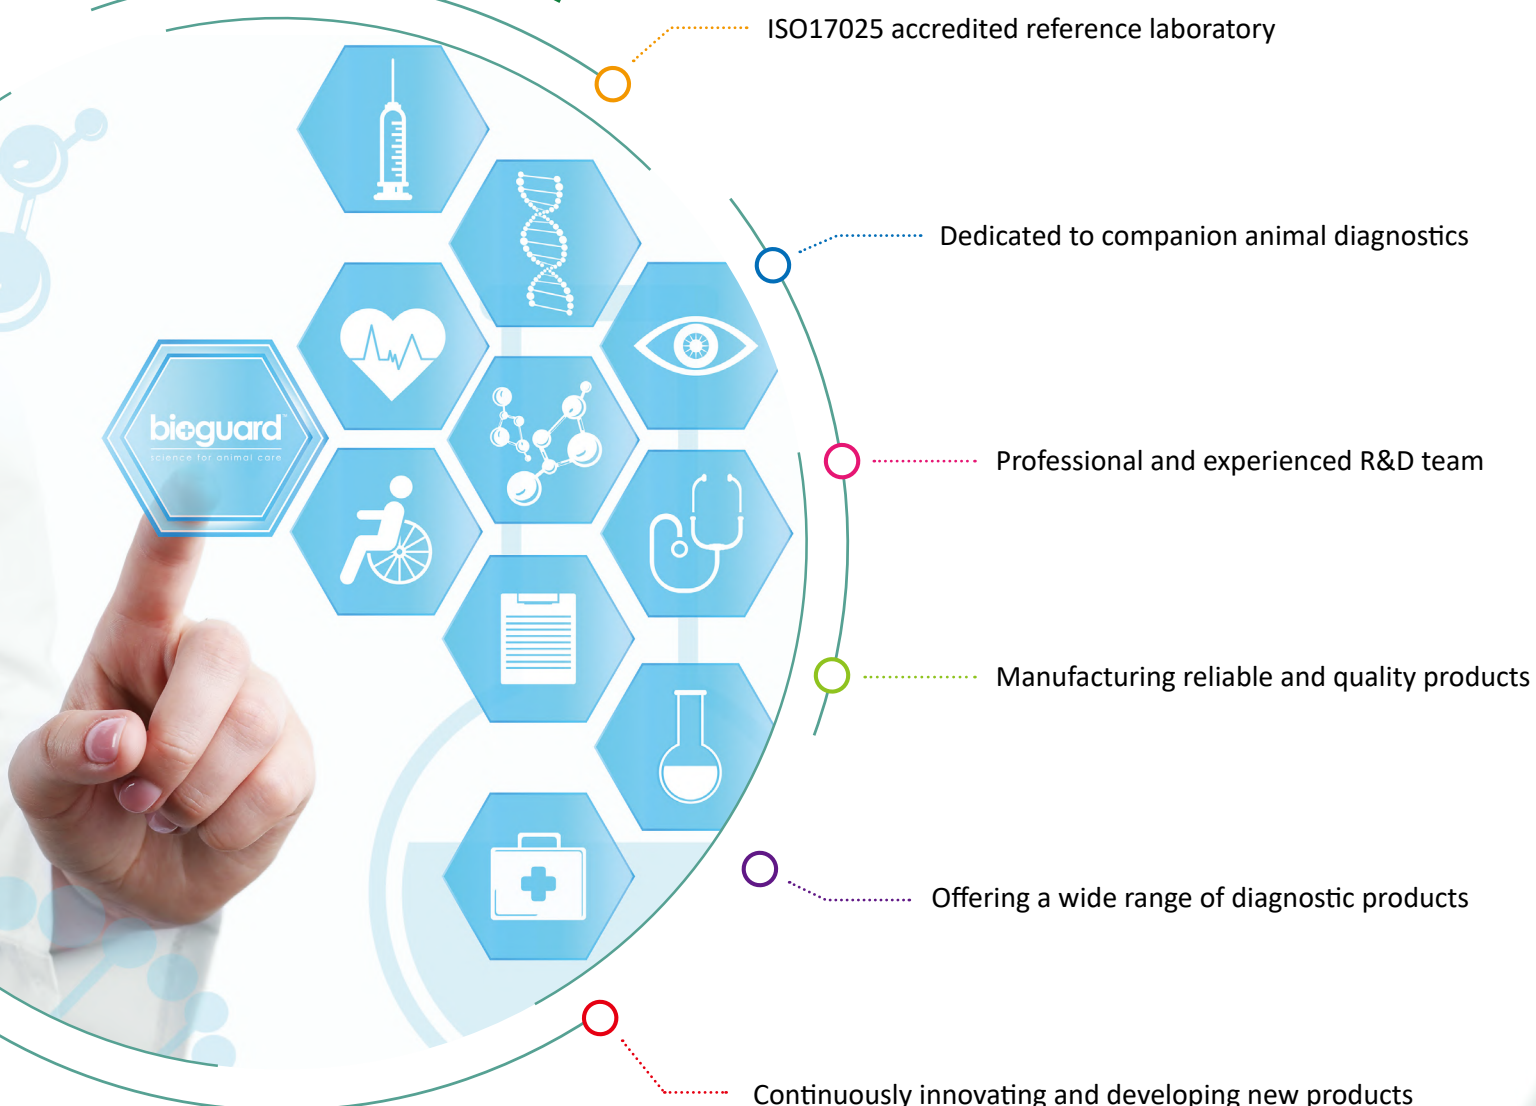 ISO17025 accredited reference laboratory
Dedicated to companion animal diagnostics
bioguard™
science for animal care
Professional and experienced R&D team
Manufacturing reliable and quality products
Offering a wide range of diagnostic products
Continuously innovating and developing new products